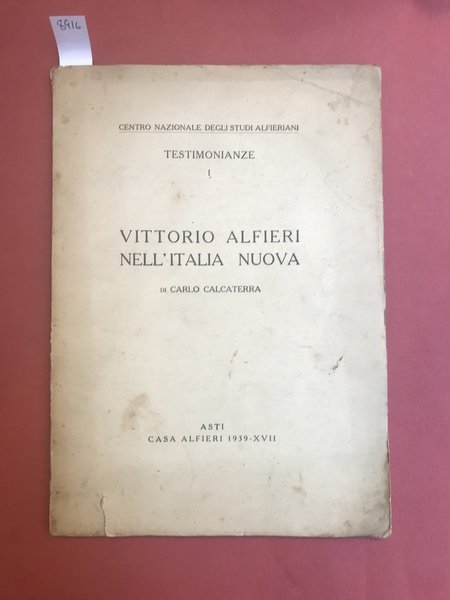 8916
CENTRO NAZIONALE DEGLI STUDI ALFIERIANI
TESTIMONIANZE
I
VITTORIO ALFIERI
NELL'ITALIA NUOVA
DI CARLO CALCATERRA
ASTI
CASA ALFIERI 1939-XVII